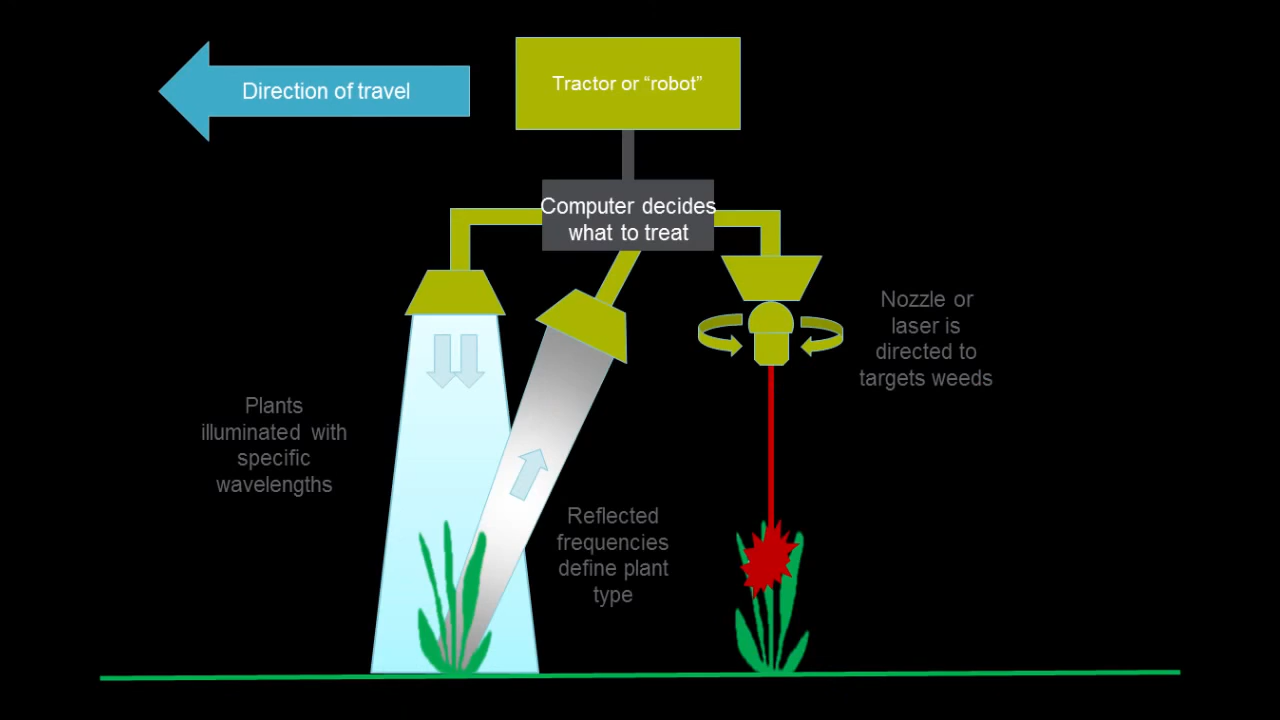 Direction of travel
Tractor or “robot”
Computer decides
what to treat
Nozzle or
laser is
directed to
targets weeds
Plants
illuminated with
specific
wavelengths
Reflected
frequencies
define plant
type